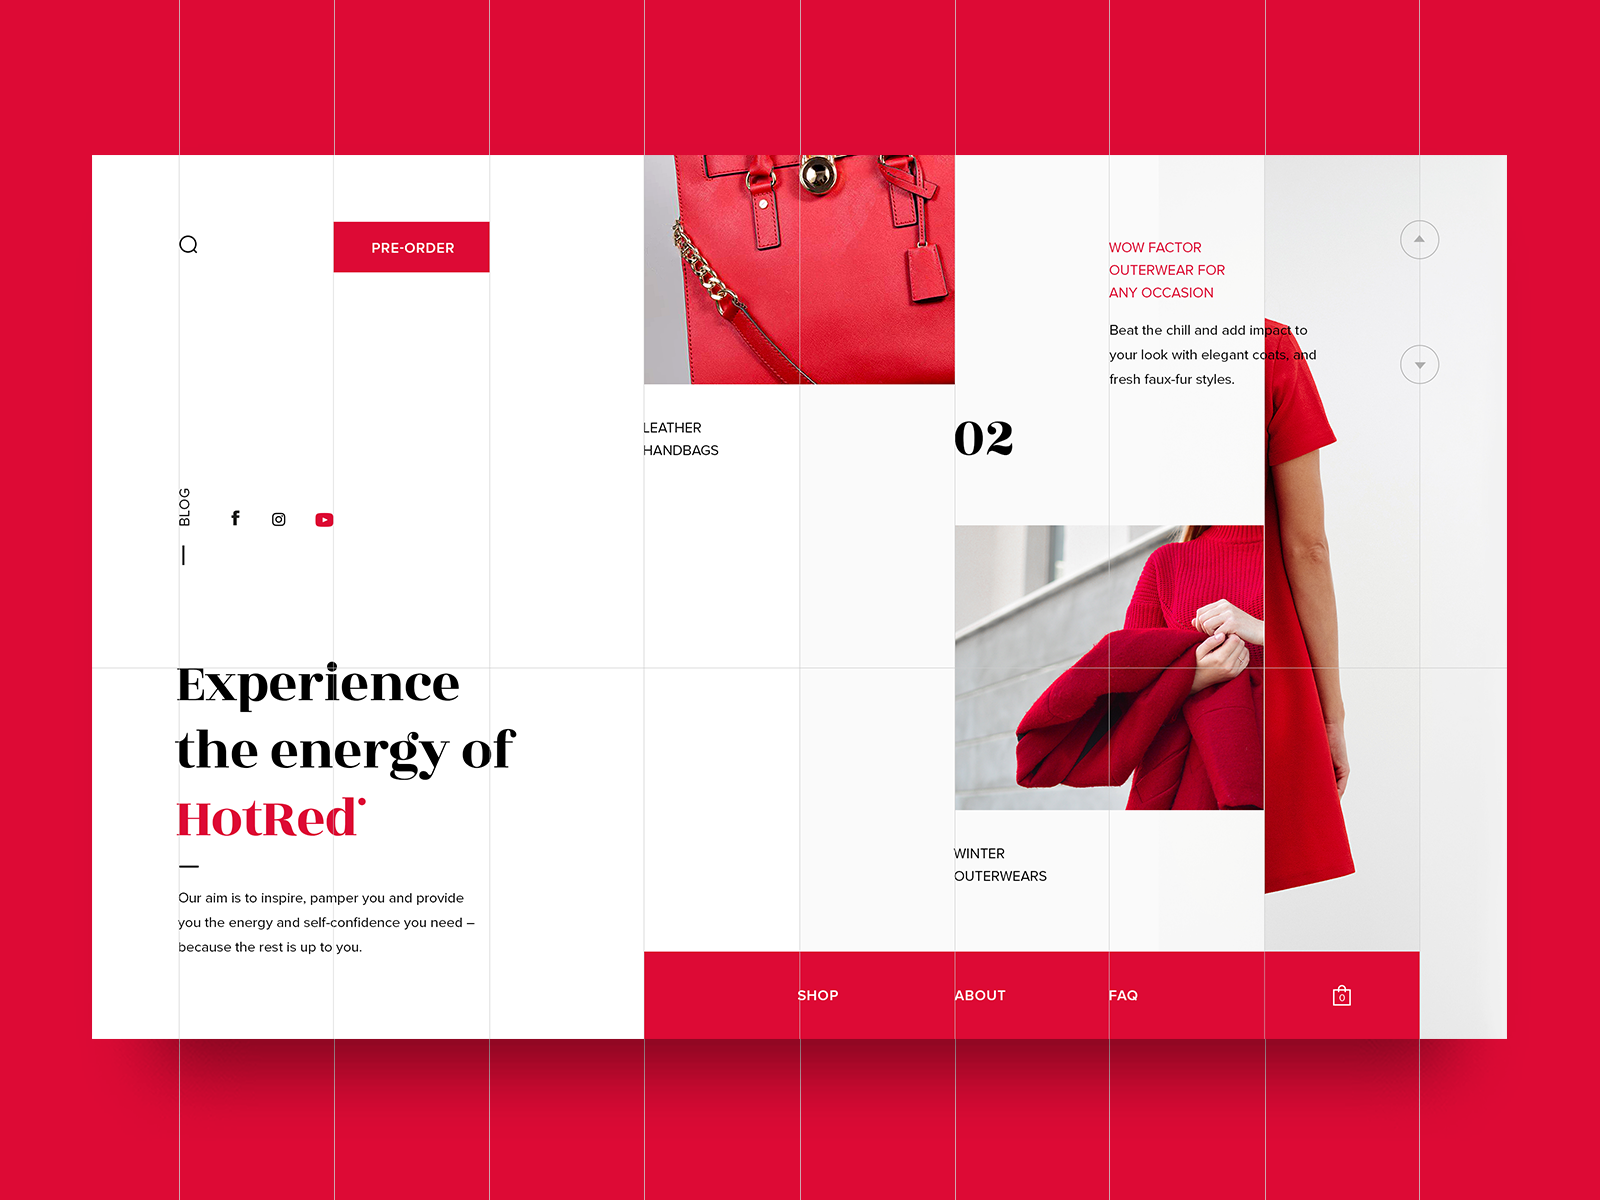 PRE-ORDER
BLOG
Experience
the energy of
HotRed
Our aim is to inspire, pamper you and provide
you the energy and self-confidence you need –
because the rest is up to you.
LEATHER
HANDBAGS
WOW FACTOR
OUTERWEAR FOR
ANY OCCASION
Beat the chill and add impact to
your look with elegant coats, and
fresh faux-fur styles.
02
WINTER
OUTERWEARS
SHOP
ABOUT
FAQ
0